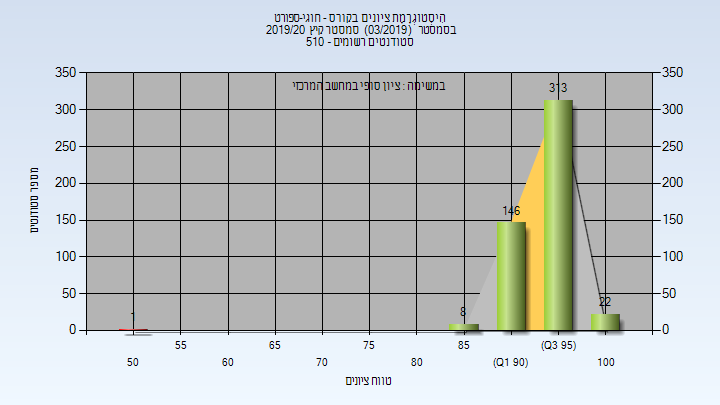 היסטוגרמת ציונים בקורס - חוגי-ספורט
בסמסטר (03/2019) סמסטר קיץ 2019/20
סטודנטים רשומים - 510
במשימה : ציון סופי במחשב המרכזי
350 350
300 300
250 250
200 200
150 150
100 100
50 50
0 0
313
146
22
8
1
מספר סטודנטים
55 65 75 85 (Q3 95)
50 60 70 80 (Q1 90) 100
טווח ציונים